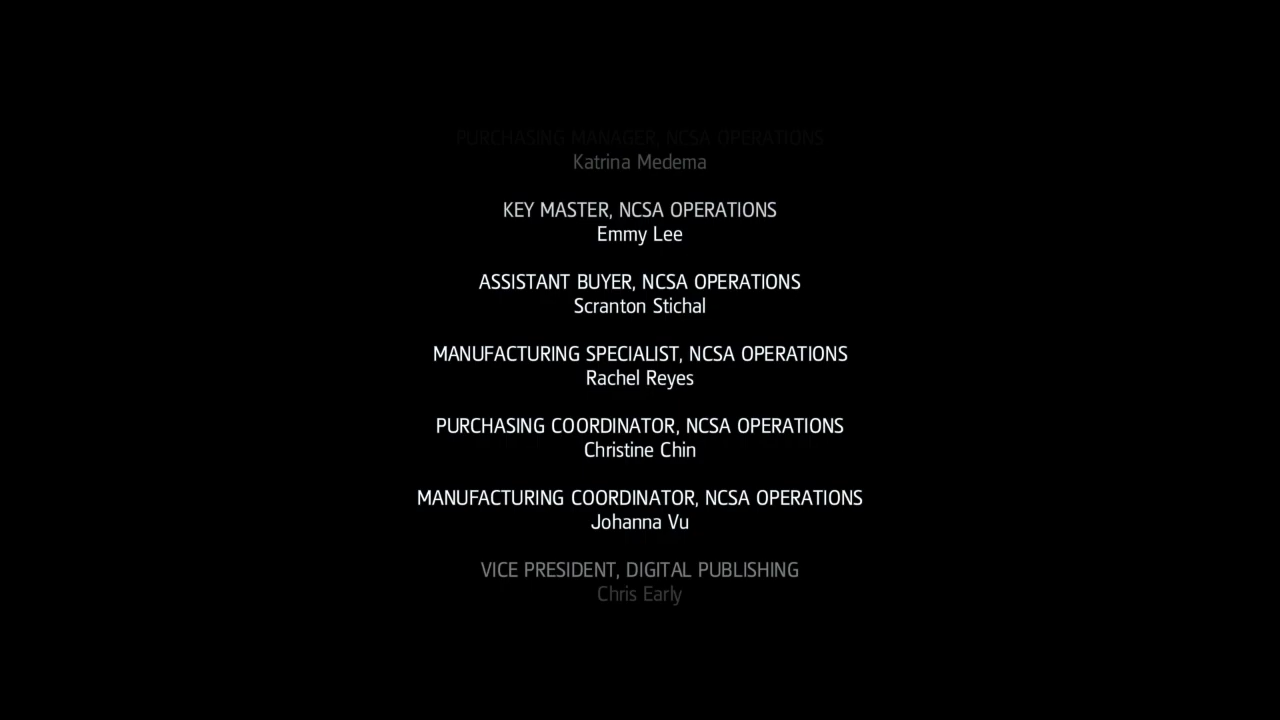 PURCHASING MANAGER, NCSA OPERATIONS
Katrina Medema
KEY MASTER, NCSA OPERATIONS
Emmy Lee
ASSISTANT BUYER, NCSA OPERATIONS
Scranton Stichal
MANUFACTURING SPECIALIST, NCSA OPERATIONS
Rachel Reyes
PURCHASING COORDINATOR, NCSA OPERATIONS
Christine Chin
MANUFACTURING COORDINATOR, NCSA OPERATIONS
Johanna Vu
VICE PRESIDENT, DIGITAL PUBLISHING
Chris Early